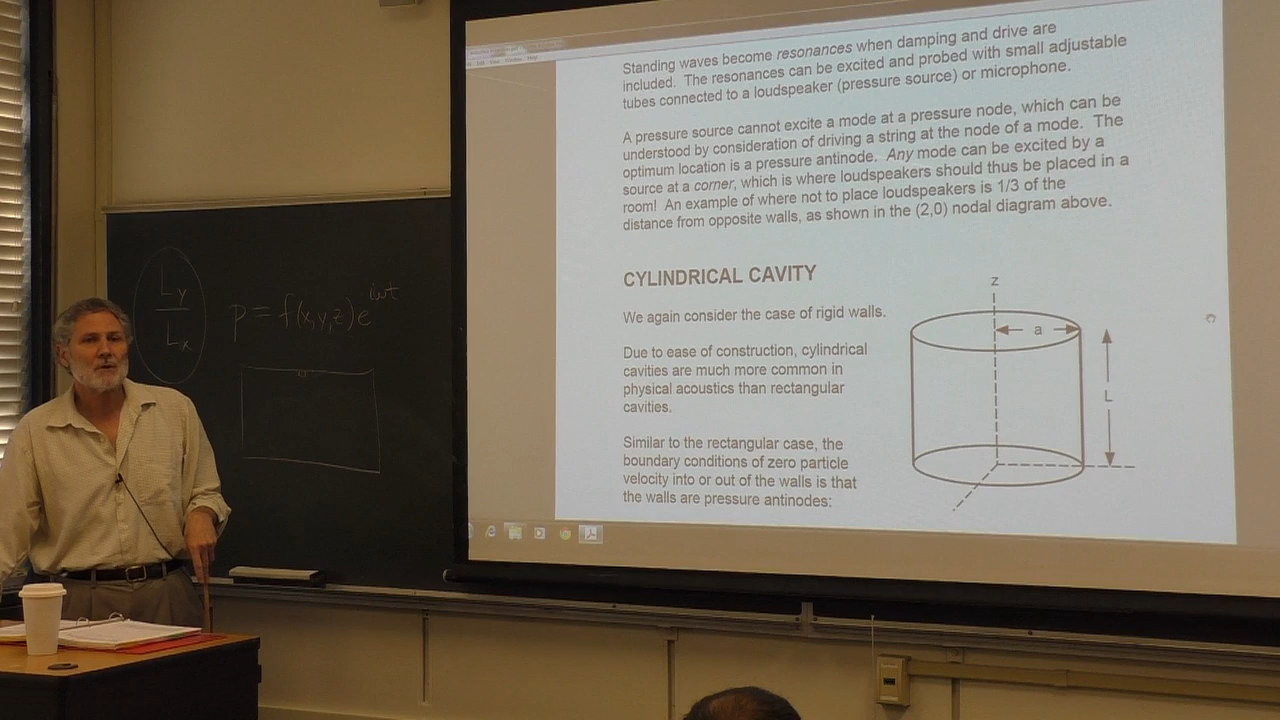 Standing waves become resonances when damping and drive are
included. The resonances can be excited and probed with small adjustable
tubes connected to a loudspeaker (pressure source) or microphone.
A pressure source cannot excite a mode at a pressure node, which can be
understood by consideration of driving a string at the node of a mode. The
optimum location is a pressure antinode. Any mode can be excited by a
source at a corner, which is where loudspeakers should thus be placed in a
room! An example of where not to place loudspeakers is 1/3 of the
distance from opposite walls, as shown in the (2,0) nodal diagram above.
CYLINDRICAL CAVITY
We again consider the case of rigid walls.
Due to ease of construction, cylindrical
cavities are much more common in
physical acoustics than rectangular
cavities.
Similar to the rectangular case, the
boundary conditions of zero particle
velocity into or out of the walls is that
the walls are pressure antinodes:
z
a
L
Ly
Lx
p = f(x,y,z) e^iωt